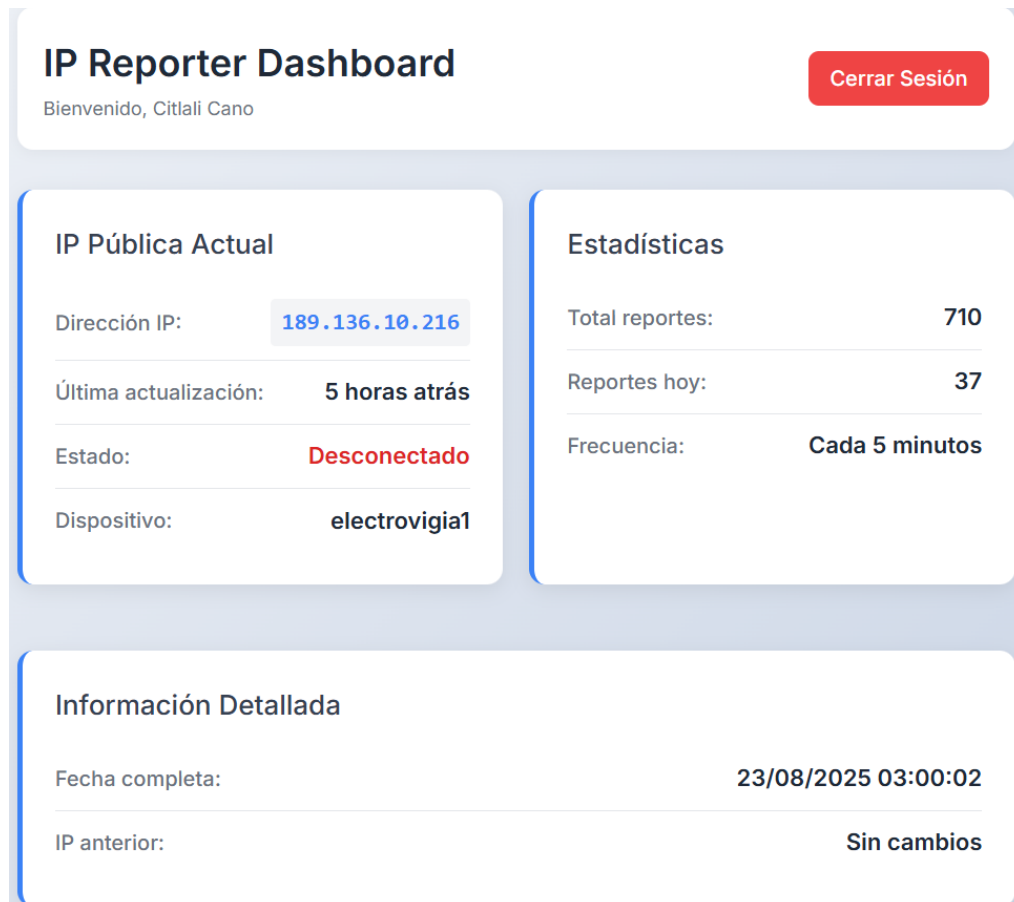 IP Reporter Dashboard
Bienvenido, Citlali Cano
Cerrar Sesión
IP Pública Actual
Dirección IP: 189.136.10.216
Última actualización: 5 horas atrás
Estado: Desconectado
Dispositivo: electrovigia1
Estadísticas
Total reportes: 710
Reportes hoy: 37
Frecuencia: Cada 5 minutos
Información Detallada
Fecha completa: 23/08/2025 03:00:02
IP anterior: Sin cambios